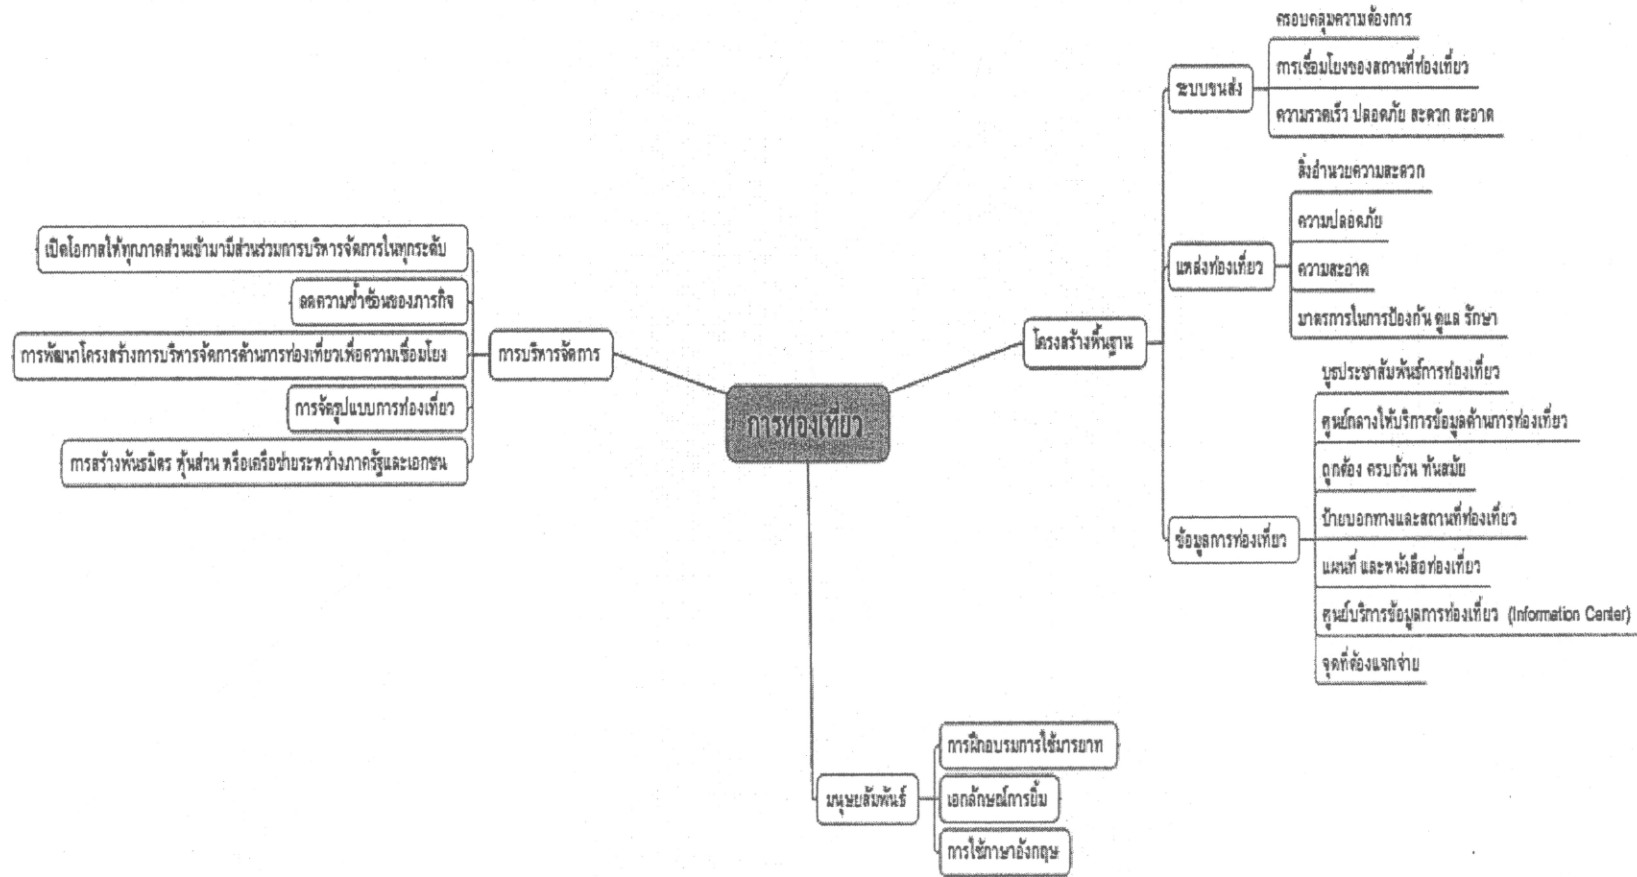 การท่องเที่ยว
โครงสร้างพื้นฐาน
ระบบขนส่ง
ครอบคลุมความต้องการ
การเชื่อมโยงของสถานที่ท่องเที่ยว
ความรวดเร็ว ปลอดภัย สะดวก สะอาด
แหล่งท่องเที่ยว
สิ่งอำนวยความสะดวก
ความปลอดภัย
ความสะอาด
มาตรการในการป้องกัน ดูแล รักษา
ข้อมูลการท่องเที่ยว
บูธประชาสัมพันธ์การท่องเที่ยว
ศูนย์กลางให้บริการข้อมูลด้านการท่องเที่ยว
ถูกต้อง ครบถ้วน ทันสมัย
ป้ายบอกทางและสถานที่ท่องเที่ยว
แผนที่ และหนังสือท่องเที่ยว
ศูนย์บริการข้อมูลการท่องเที่ยว (Information Center)
จุดที่ต้องแจกจ่าย
มนุษยสัมพันธ์
การฝึกอบรมการใช้มารยาท
เอกลักษณ์การยิ้ม
การใช้ภาษาอังกฤษ
การบริหารจัดการ
เปิดโอกาสให้ทุกภาคส่วนเข้ามามีส่วนร่วมการบริหารจัดการในทุกระดับ
ลดความซ้ำซ้อนของภารกิจ
การพัฒนาโครงสร้างการบริหารจัดการด้านการท่องเที่ยวเพื่อความเชื่อมโยง
การจัดรูปแบบการท่องเที่ยว
การสร้างพันธมิตร หุ้นส่วน หรือเครือข่ายระหว่างภาครัฐและเอกชน